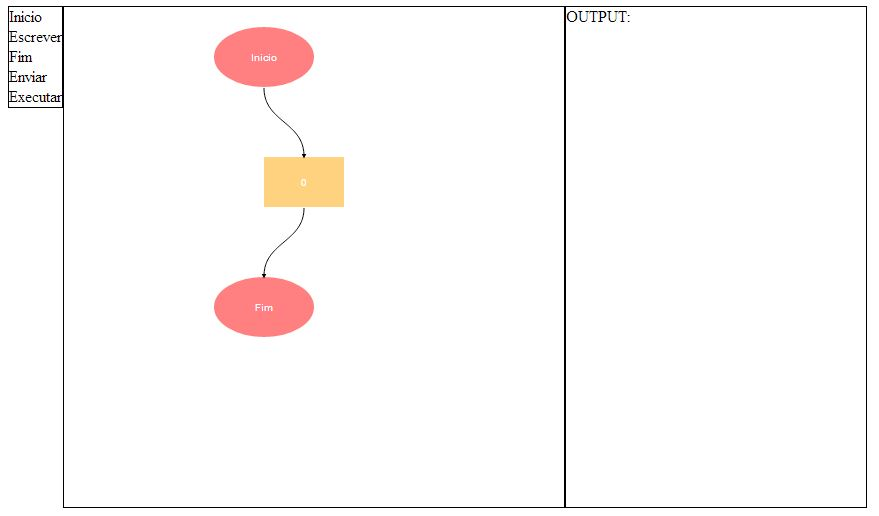 Inicio
Escrever
Fim
Enviar
Executar
Inicio
0
Fim
OUTPUT: